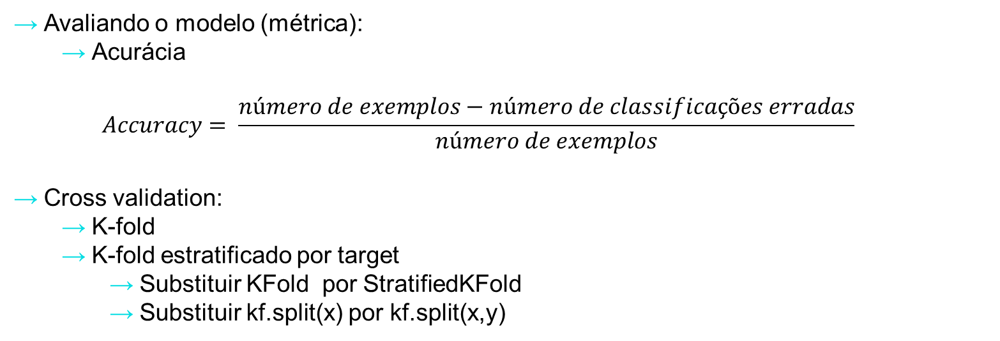 → Avaliando o modelo (métrica):
→ Acurácia
número de exemplos − número de classificações erradas
Accuracy =
número de exemplos
→ Cross validation:
→ K-fold
→ K-fold estratificado por target
→ Substituir KFold por StratifiedKFold
→ Substituir kf.split(x) por kf.split(x,y)